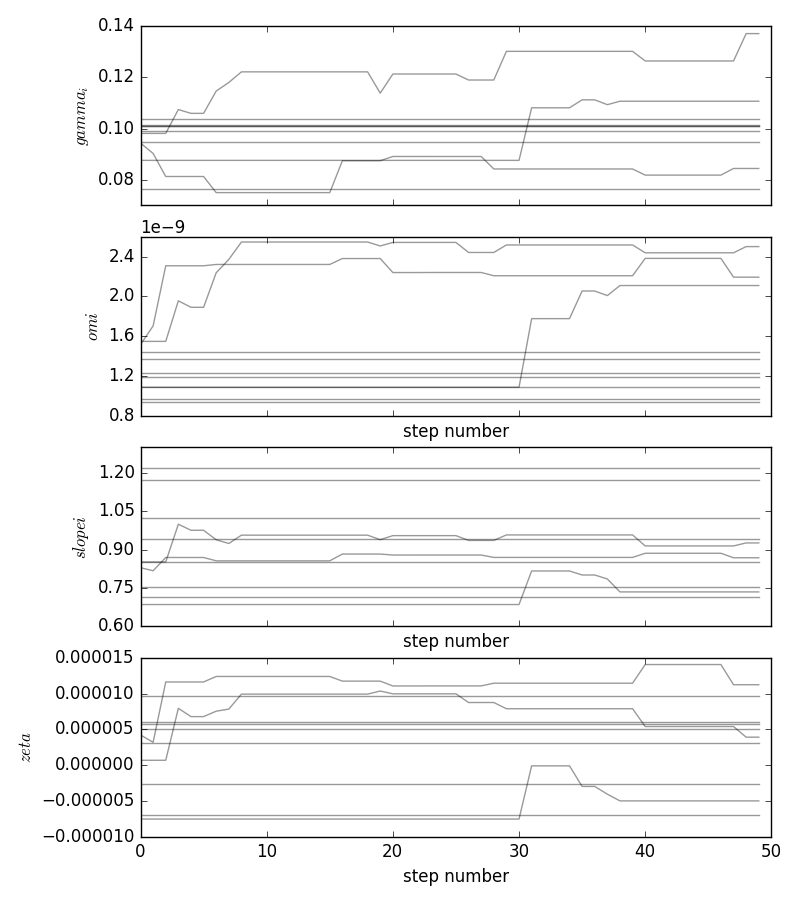 0.14
0.12
0.10
0.08
gamma_i
1e−9
2.4
2.0
1.6
1.2
0.8
omi
step number
1.20
1.05
0.90
0.75
0.60
slopei
step number
0.000015
0.000010
0.000005
0.000000
−0.000005
−0.000010
zeta
0 10 20 30 40 50
step number